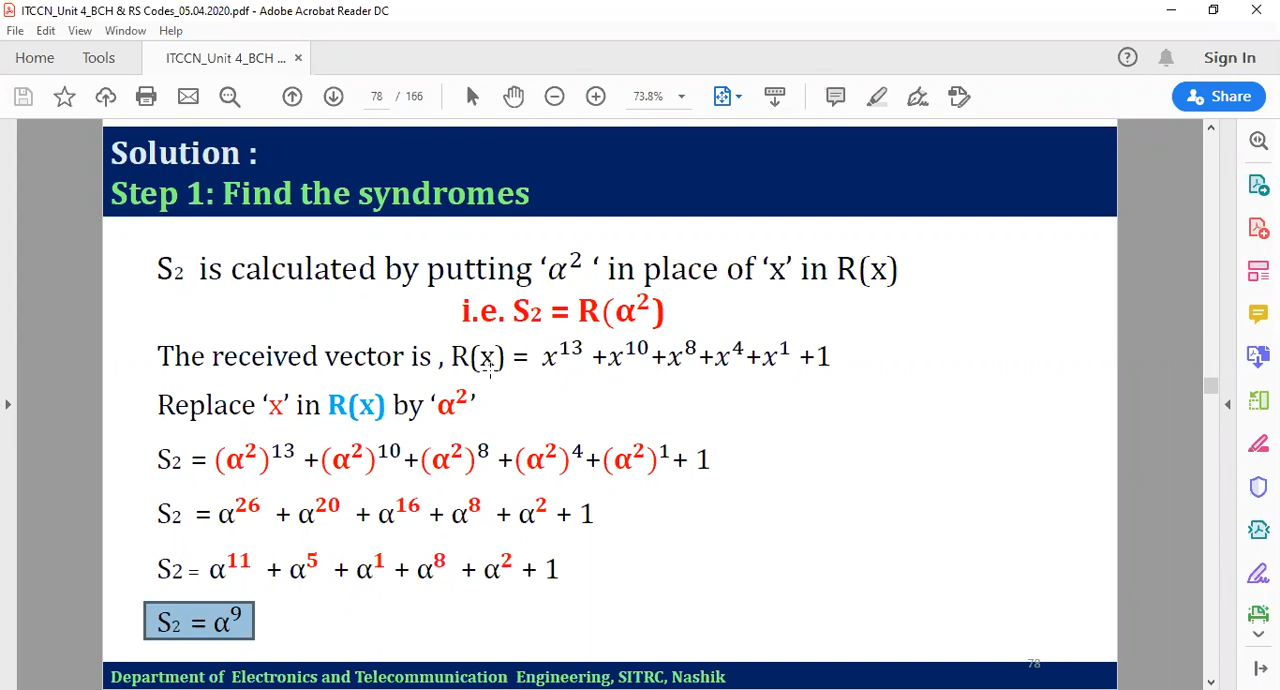 ITCCN_Unit 4_BCH & RS Codes_05.04.2020.pdf - Adobe Acrobat Reader DC
File Edit View Window Help
Home Tools ITCCN_Unit 4_BCH ... × Sign In
78 / 166 73.8% Share
Solution :
Step 1: Find the syndromes
S₂ is calculated by putting ‘α² ‘ in place of ‘x’ in R(x)
i.e. S₂ = R(α²)
The received vector is , R(x) = x¹³ +x¹⁰+x⁸+x⁴+x¹ +1
Replace ‘x’ in R(x) by ‘α²’
S₂ = (α²)¹³ +(α²)¹⁰+(α²)⁸ +(α²)⁴+(α²)¹+ 1
S₂ = α²⁶ + α²⁰ + α¹⁶ + α⁸ + α² + 1
S₂ = α¹¹ + α⁵ + α¹ + α⁸ + α² + 1
S₂ = α⁹
78
Department of Electronics and Telecommunication Engineering, SITRC, Nashik